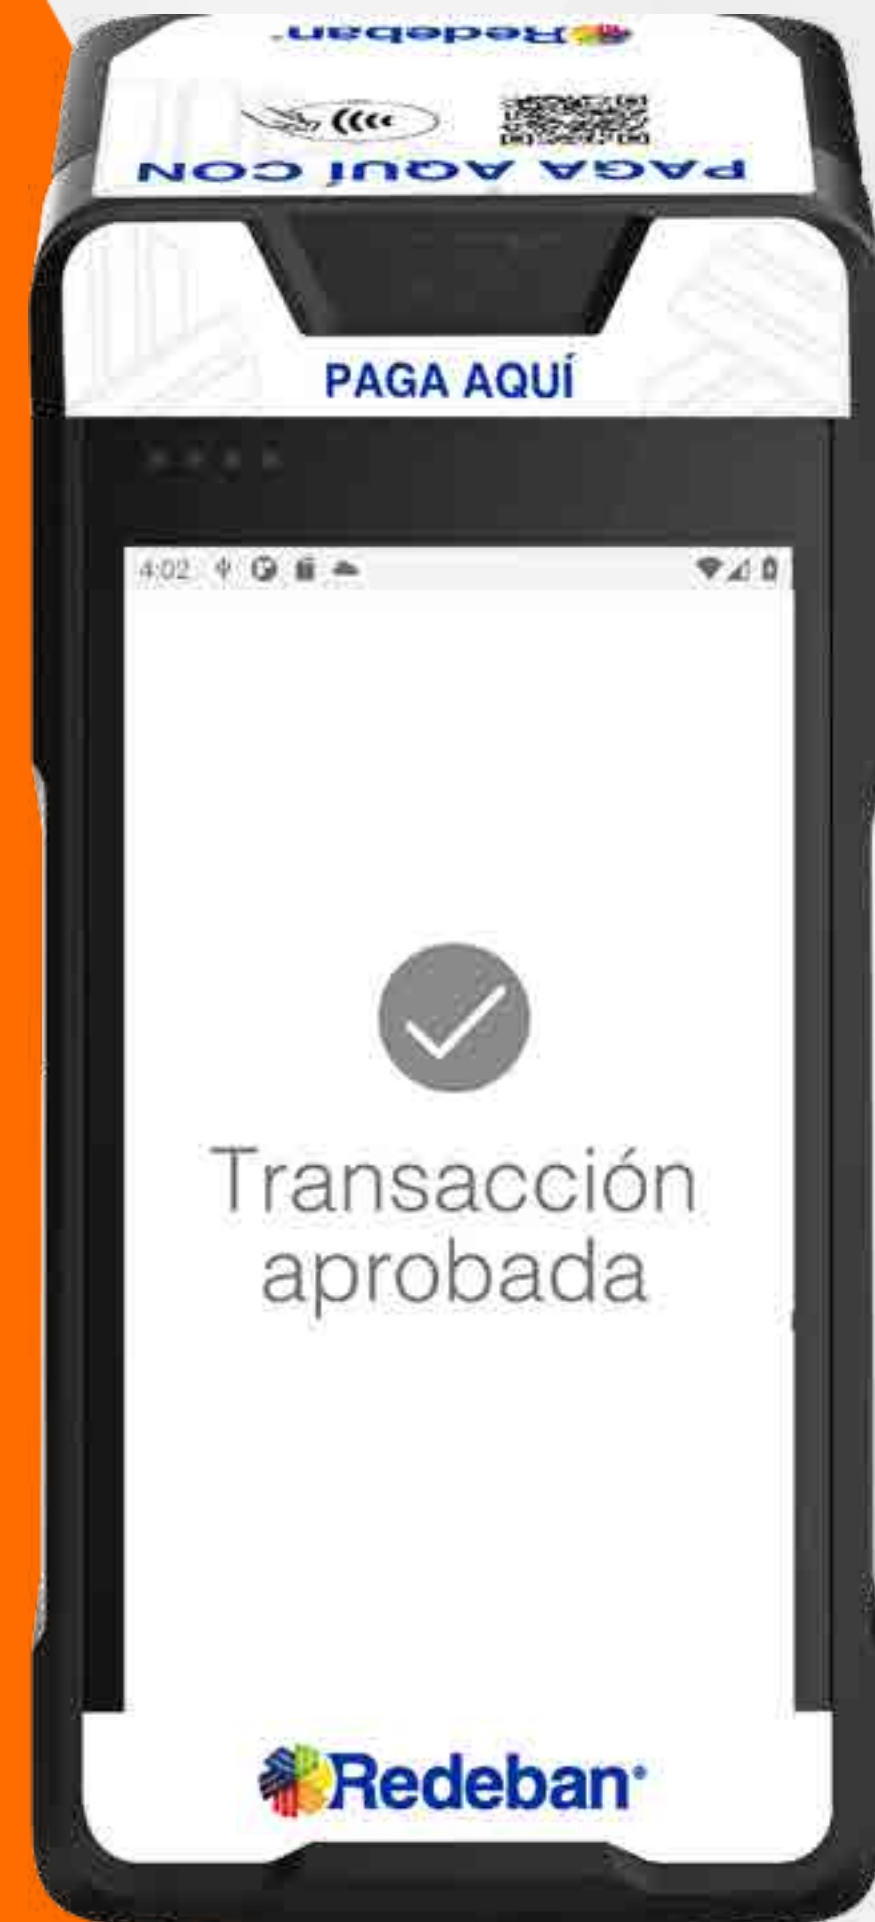 Redeban
PAGA AQUÍ CON
PAGA AQUÍ
4:02
Transacción
aprobada
Redeban